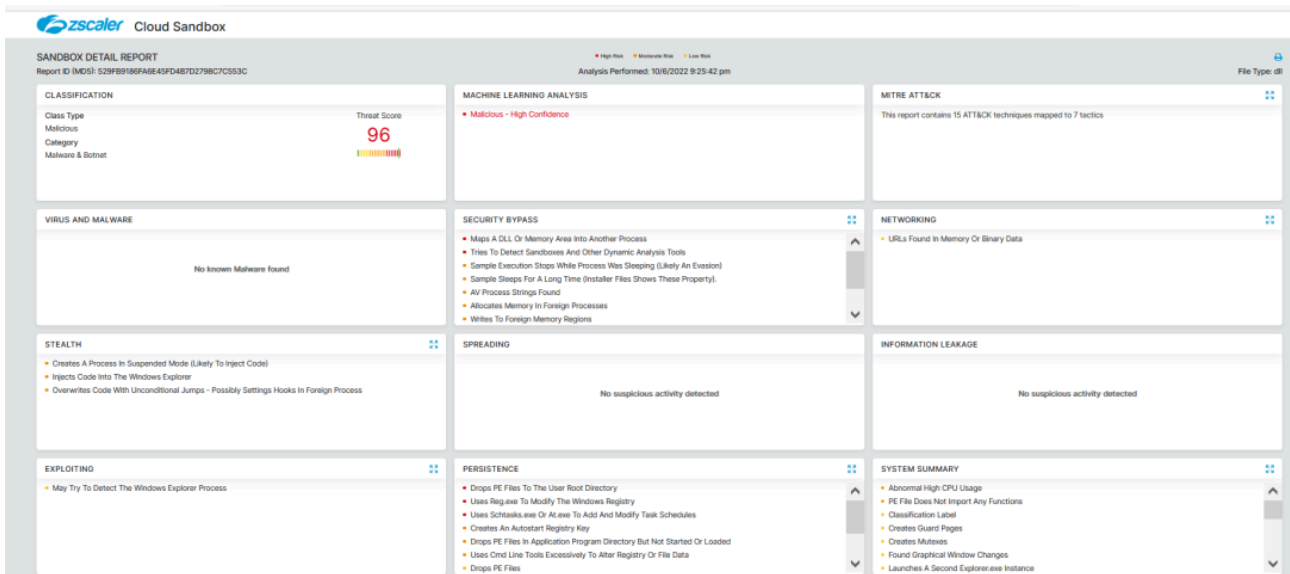 zscaler Cloud Sandbox
SANDBOX DETAIL REPORT
Report ID (MD5): 529FB9186FA6E45FD4B7D2798C7C553C
High Risk Moderate Risk Low Risk
Analysis Performed: 10/6/2022 9:25:42 pm
File Type: dll
CLASSIFICATION
Class Type
Malicious
Category
Malware & Botnet
Threat Score
96
MACHINE LEARNING ANALYSIS
Malicious - High Confidence
MITRE ATT&CK
This report contains 15 ATT&CK techniques mapped to 7 tactics
VIRUS AND MALWARE
No known Malware found
SECURITY BYPASS
Maps A DLL Or Memory Area Into Another Process
Tries To Detect Sandboxes And Other Dynamic Analysis Tools
Sample Execution Stops While Process Was Sleeping (Likely An Evasion)
Sample Sleeps For A Long Time (Installer Files Shows These Property).
AV Process Strings Found
Allocates Memory In Foreign Processes
Writes To Foreign Memory Regions
NETWORKING
URLs Found In Memory Or Binary Data
STEALTH
Creates A Process In Suspended Mode (Likely To Inject Code)
Injects Code Into The Windows Explorer
Overwrites Code With Unconditional Jumps - Possibly Settings Hooks In Foreign Process
SPREADING
No suspicious activity detected
INFORMATION LEAKAGE
No suspicious activity detected
EXPLOITING
May Try To Detect The Windows Explorer Process
PERSISTENCE
Drops PE Files To The User Root Directory
Uses Reg.exe To Modify The Windows Registry
Uses Schtasks.exe Or At.exe To Add And Modify Task Schedules
Creates An Autostart Registry Key
Drops PE Files In Application Program Directory But Not Started Or Loaded
Uses Cmd Line Tools Excessively To Alter Registry Or File Data
Drops PE Files
SYSTEM SUMMARY
Abnormal High CPU Usage
PE File Does Not Import Any Functions
Classification Label
Creates Guard Pages
Creates Mutexes
Found Graphical Window Changes
Launches A Second Explorer.exe Instance